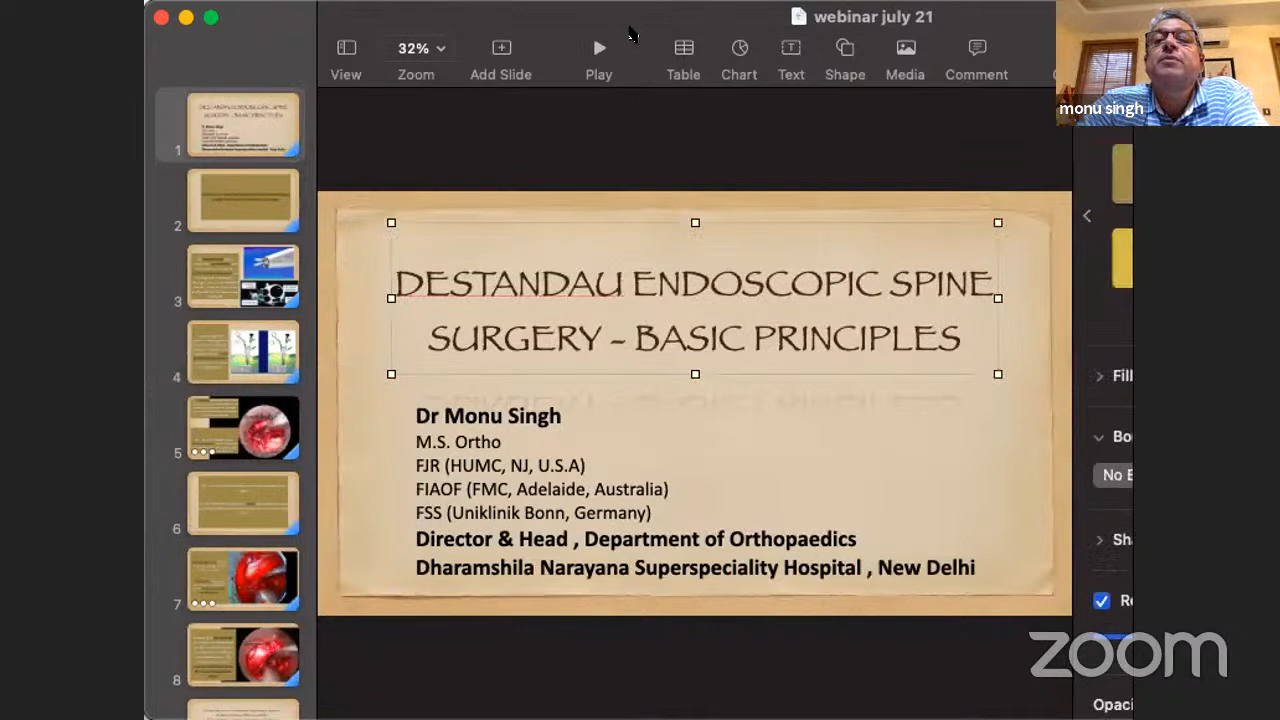 webinar july 21
32%
View
Zoom
Add Slide
Play
Table
Chart
Text
Shape
Media
Comment
monu singh
1
2
3
4
5
6
7
8
DESTANDAU ENDOSCOPIC SPINE
SURGERY – BASIC PRINCIPLES
Dr Monu Singh
M.S. Ortho
FJR (HUMC, NJ, U.S.A)
FIAOF (FMC, Adelaide, Australia)
FSS (Uniklinik Bonn, Germany)
Director & Head , Department of Orthopaedics
Dharamshila Narayana Superspeciality Hospital , New Delhi
Fill
No
zoom